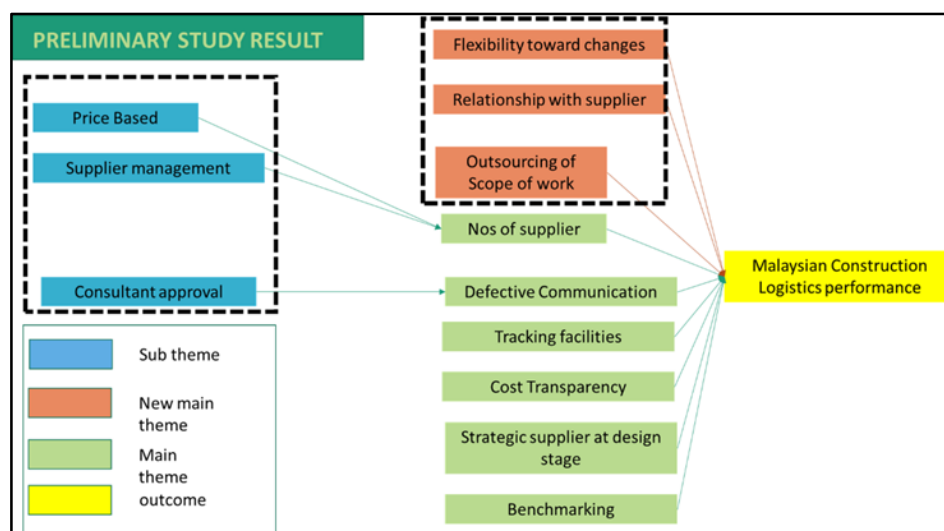 PRELIMINARY STUDY RESULT
Price Based
Supplier management
Consultant approval
Flexibility toward changes
Relationship with supplier
Outsourcing of
Scope of work
Nos of supplier
Defective Communication
Tracking facilities
Cost Transparency
Strategic supplier at design
stage
Benchmarking
Malaysian Construction
Logistics performance
Sub theme
New main
theme
Main
theme
outcome